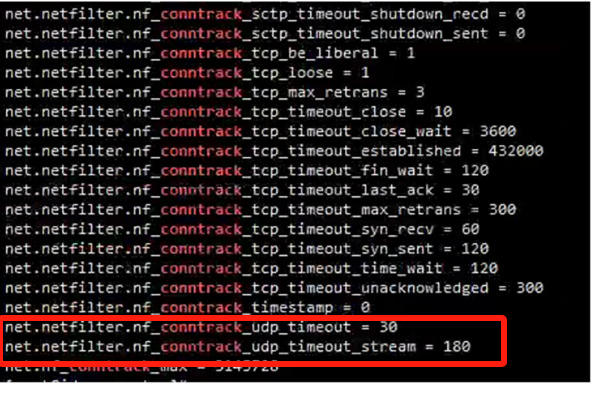 net.netfilter.nf_conntrack_sctp_timeout_shutdown_recd = 0
net.netfilter.nf_conntrack_sctp_timeout_shutdown_sent = 0
net.netfilter.nf_conntrack_tcp_be_liberal = 1
net.netfilter.nf_conntrack_tcp_loose = 1
net.netfilter.nf_conntrack_tcp_max_retrans = 3
net.netfilter.nf_conntrack_tcp_timeout_close = 10
net.netfilter.nf_conntrack_tcp_timeout_close_wait = 3600
net.netfilter.nf_conntrack_tcp_timeout_established = 432000
net.netfilter.nf_conntrack_tcp_timeout_fin_wait = 120
net.netfilter.nf_conntrack_tcp_timeout_last_ack = 30
net.netfilter.nf_conntrack_tcp_timeout_max_retrans = 300
net.netfilter.nf_conntrack_tcp_timeout_syn_recv = 60
net.netfilter.nf_conntrack_tcp_timeout_syn_sent = 120
net.netfilter.nf_conntrack_tcp_timeout_time_wait = 120
net.netfilter.nf_conntrack_tcp_timeout_unacknowledged = 300
net.netfilter.nf_conntrack_timestamp = 0
net.netfilter.nf_conntrack_udp_timeout = 30
net.netfilter.nf_conntrack_udp_timeout_stream = 180
net.nf_conntrack_max =